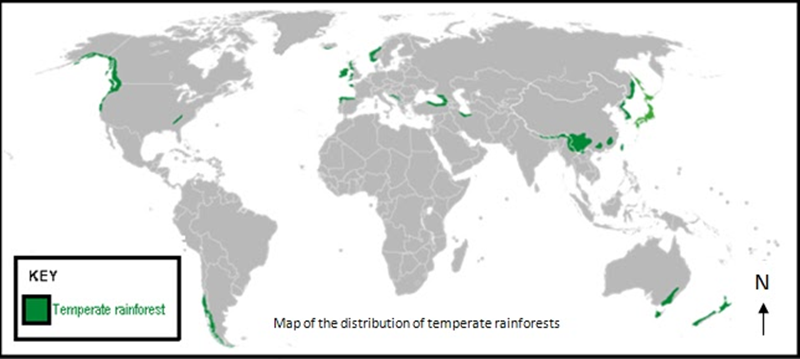 N
KEY
Temperate rainforest
Map of the distribution of temperate rainforests